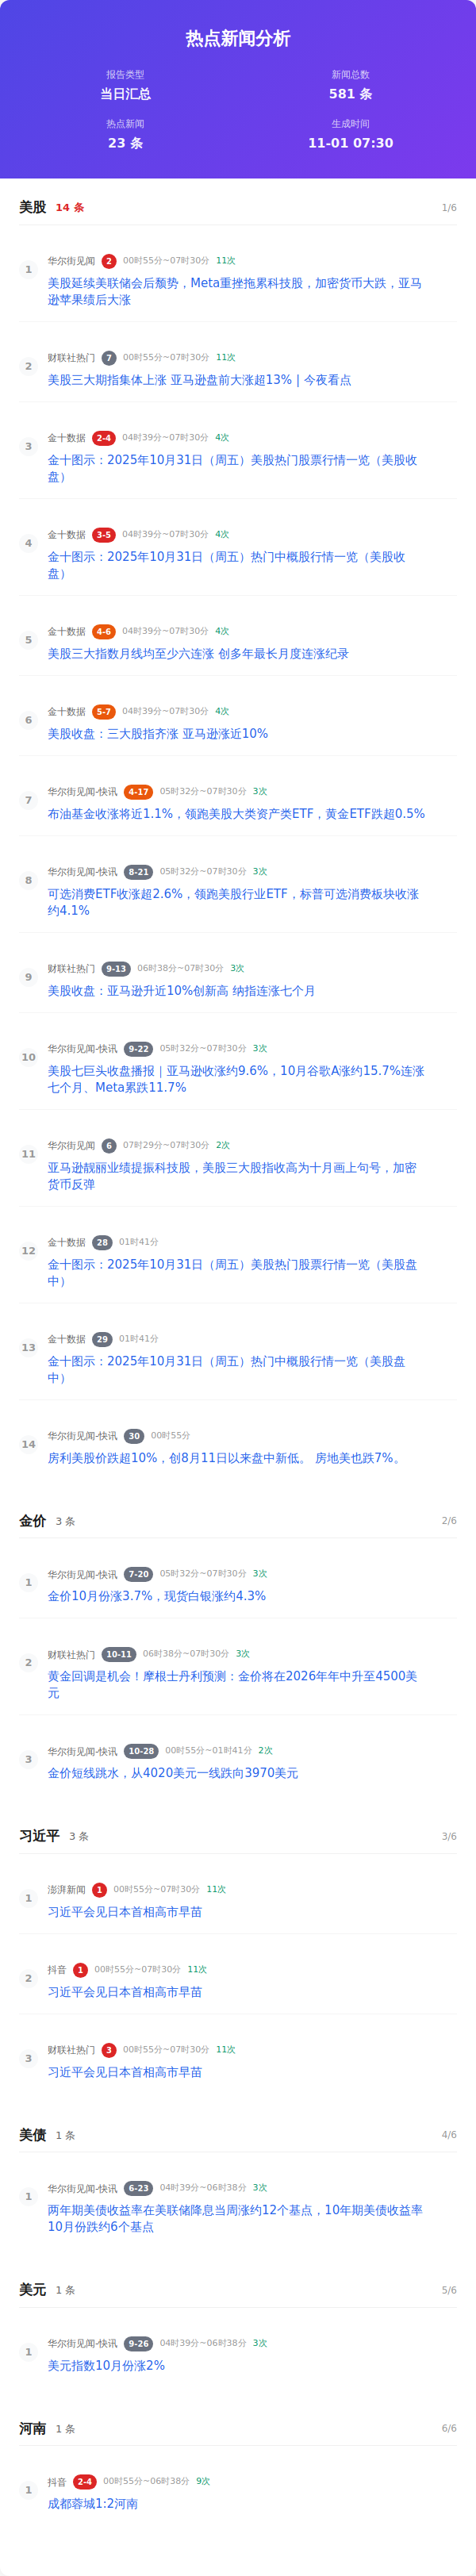 热点新闻分析
报告类型
新闻总数
当日汇总
581 条
热点新闻
生成时间
23 条
11-01 07:30
美股 14 条 1/6
1
华尔街见闻 2 00时55分~07时30分 11次
美股延续美联储会后颓势，Meta重挫拖累科技股，加密货币大跌，亚马
逊苹果绩后大涨
2
财联社热门 7 00时55分~07时30分 11次
美股三大期指集体上涨 亚马逊盘前大涨超13% | 今夜看点
3
金十数据 2-4 04时39分~07时30分 4次
金十图示：2025年10月31日（周五）美股热门股票行情一览（美股收
盘）
4
金十数据 3-5 04时39分~07时30分 4次
金十图示：2025年10月31日（周五）热门中概股行情一览（美股收
盘）
5
金十数据 4-6 04时39分~07时30分 4次
美股三大指数月线均至少六连涨 创多年最长月度连涨纪录
6
金十数据 5-7 04时39分~07时30分 4次
美股收盘：三大股指齐涨 亚马逊涨近10%
7
华尔街见闻-快讯 4-17 05时32分~07时30分 3次
布油基金收涨将近1.1%，领跑美股大类资产类ETF，黄金ETF跌超0.5%
8
华尔街见闻-快讯 8-21 05时32分~07时30分 3次
可选消费ETF收涨超2.6%，领跑美股行业ETF，标普可选消费板块收涨
约4.1%
9
财联社热门 9-13 06时38分~07时30分 3次
美股收盘：亚马逊升近10%创新高 纳指连涨七个月
10
华尔街见闻-快讯 9-22 05时32分~07时30分 3次
美股七巨头收盘播报｜亚马逊收涨约9.6%，10月谷歌A涨约15.7%连涨
七个月、Meta累跌11.7%
11
华尔街见闻 6 07时29分~07时30分 2次
亚马逊靓丽业绩提振科技股，美股三大股指收高为十月画上句号，加密
货币反弹
12
金十数据 28 01时41分
金十图示：2025年10月31日（周五）美股热门股票行情一览（美股盘
中）
13
金十数据 29 01时41分
金十图示：2025年10月31日（周五）热门中概股行情一览（美股盘
中）
14
华尔街见闻-快讯 30 00时55分
房利美股价跌超10%，创8月11日以来盘中新低。 房地美也跌7%。
金价 3 条 2/6
1
华尔街见闻-快讯 7-20 05时32分~07时30分 3次
金价10月份涨3.7%，现货白银涨约4.3%
2
财联社热门 10-11 06时38分~07时30分 3次
黄金回调是机会！摩根士丹利预测：金价将在2026年年中升至4500美
元
3
华尔街见闻-快讯 10-28 00时55分~01时41分 2次
金价短线跳水，从4020美元一线跌向3970美元
习近平 3 条 3/6
1
澎湃新闻 1 00时55分~07时30分 11次
习近平会见日本首相高市早苗
2
抖音 1 00时55分~07时30分 11次
习近平会见日本首相高市早苗
3
财联社热门 3 00时55分~07时30分 11次
习近平会见日本首相高市早苗
美债 1 条 4/6
1
华尔街见闻-快讯 6-23 04时39分~06时38分 3次
两年期美债收益率在美联储降息当周涨约12个基点，10年期美债收益率
10月份跌约6个基点
美元 1 条 5/6
1
华尔街见闻-快讯 9-26 04时39分~06时38分 3次
美元指数10月份涨2%
河南 1 条 6/6
1
抖音 2-4 00时55分~06时38分 9次
成都蓉城1:2河南